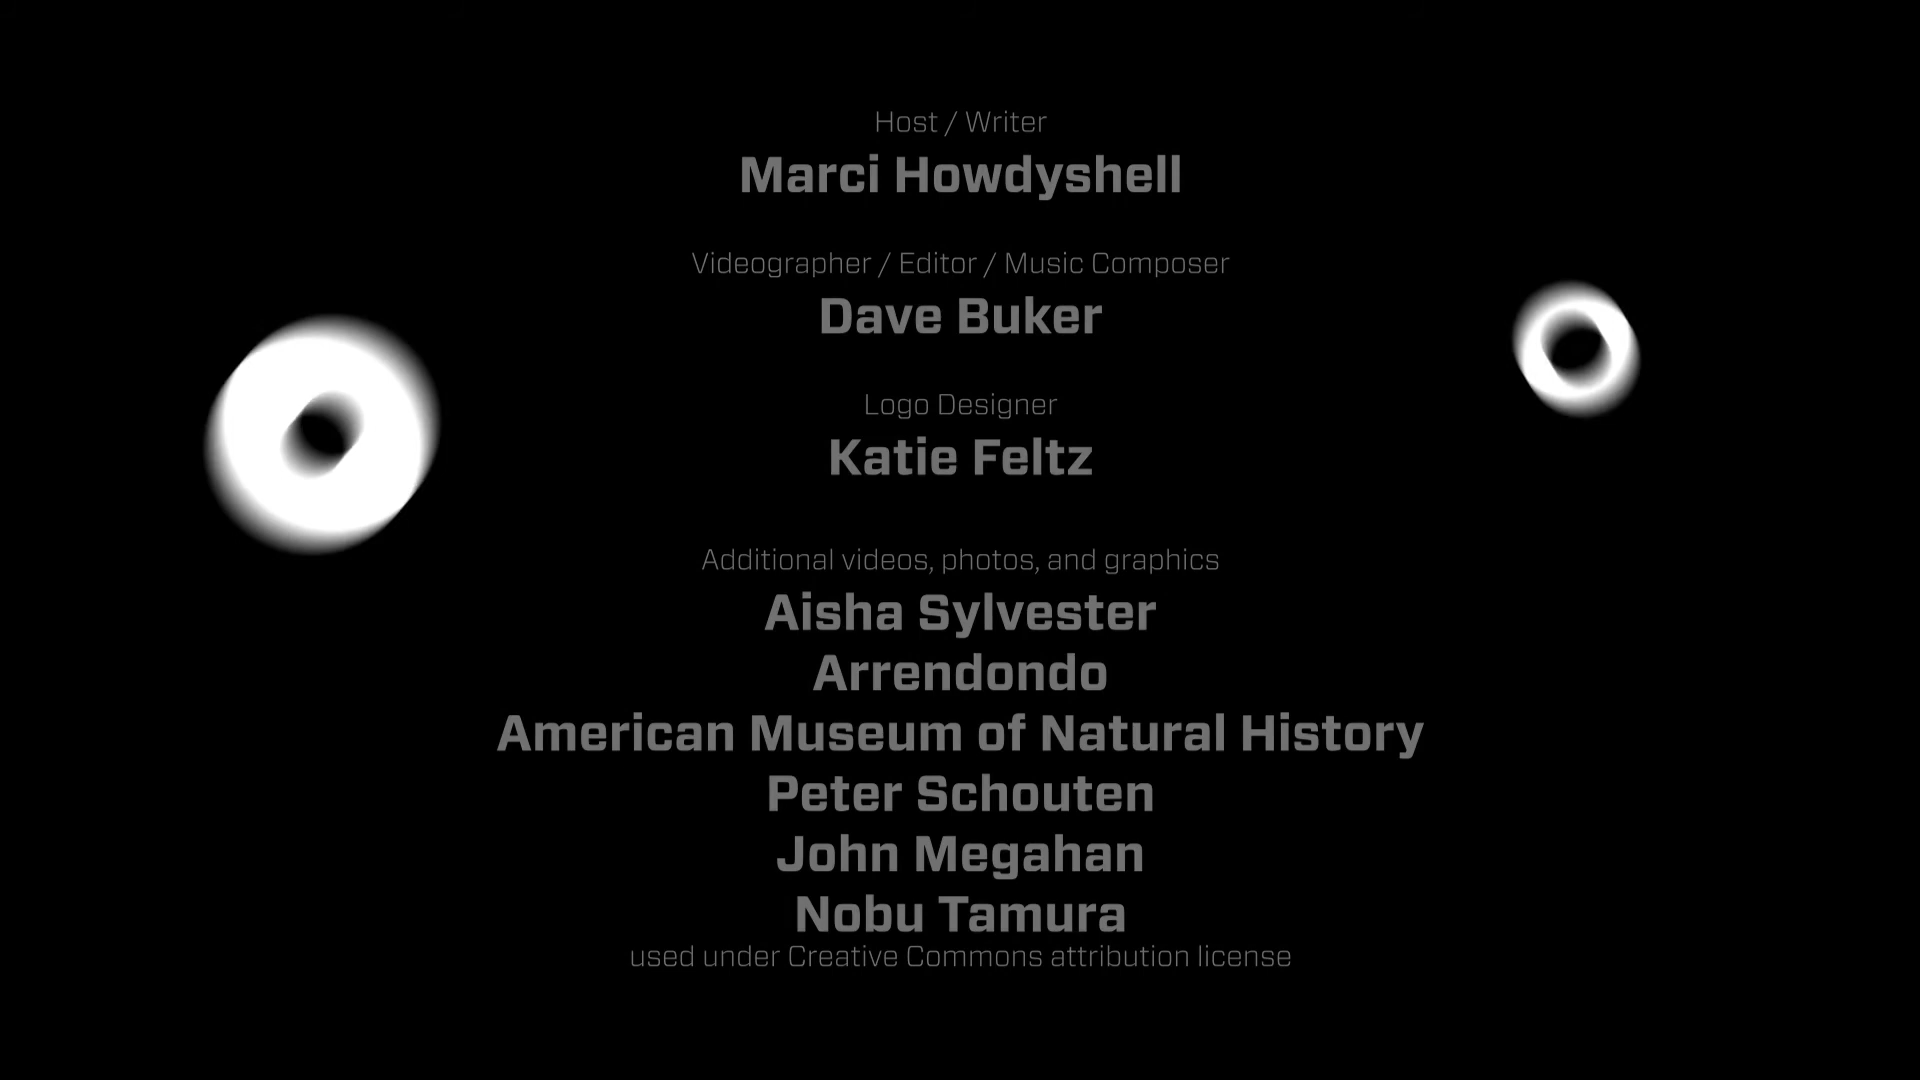 Host / Writer
Marci Howdyshell
Videographer / Editor / Music Composer
Dave Buker
Logo Designer
Katie Feltz
Additional videos, photos, and graphics
Aisha Sylvester
Arrendondo
American Museum of Natural History
Peter Schouten
John Megahan
Nobu Tamura
used under Creative Commons attribution license